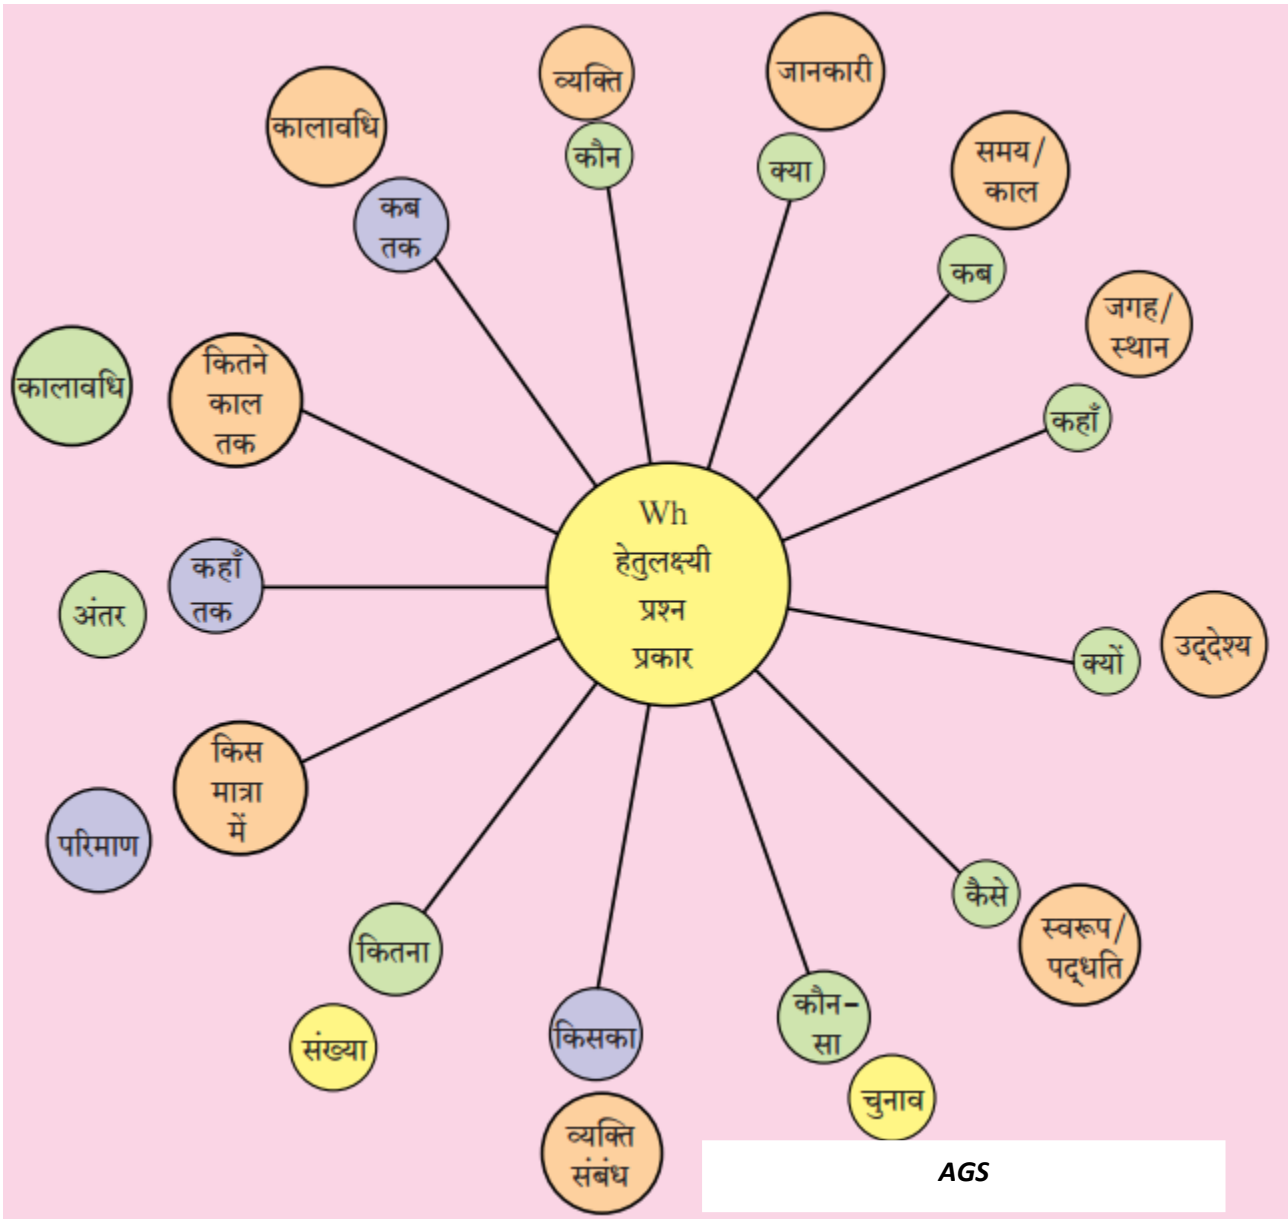 व्यक्ति
कौन
जानकारी
क्या
समय/
काल
कब
जगह/
स्थान
कहाँ
उद्‌देश्य
क्यों
कैसे
स्वरूप/
पद्‌धति
कौन-
सा
चुनाव
किसका
व्यक्ति
संबंध
कितना
संख्या
किस
मात्रा
में
परिमाण
कहाँ
तक
अंतर
कितने
काल
तक
कालावधि
कब
तक
कालावधि
Wh
हेतुलक्ष्यी
प्रश्न
प्रकार
AGS